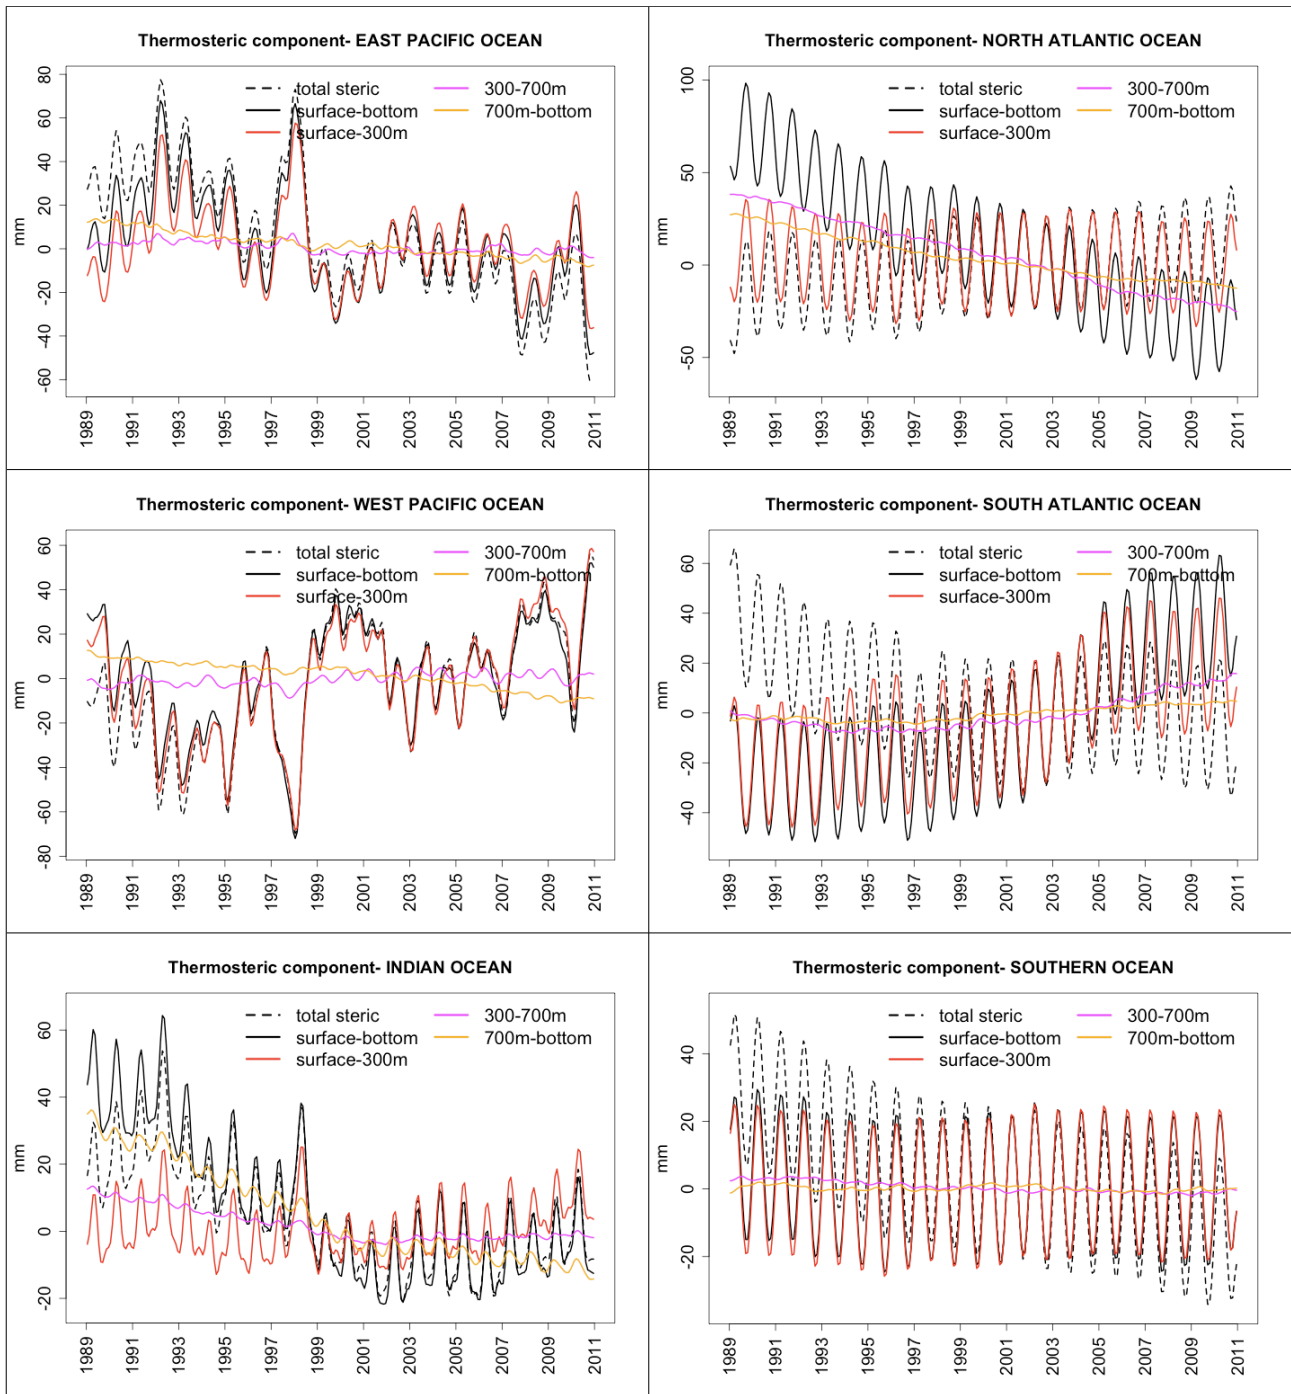 Thermosteric component- EAST PACIFIC OCEAN
total steric
surface-bottom
surface-300m
300-700m
700m-bottom
mm
80
60
40
20
0
-20
-40
-60
1989 1991 1993 1995 1997 1999 2001 2003 2005 2007 2009 2011
Thermosteric component- NORTH ATLANTIC OCEAN
total steric
surface-bottom
surface-300m
300-700m
700m-bottom
mm
100
50
0
-50
1989 1991 1993 1995 1997 1999 2001 2003 2005 2007 2009 2011
Thermosteric component- WEST PACIFIC OCEAN
total steric
surface-bottom
surface-300m
300-700m
700m-bottom
mm
60
40
20
0
-20
-40
-60
-80
1989 1991 1993 1995 1997 1999 2001 2003 2005 2007 2009 2011
Thermosteric component- SOUTH ATLANTIC OCEAN
total steric
surface-bottom
surface-300m
300-700m
700m-bottom
mm
60
40
20
0
-20
-40
1989 1991 1993 1995 1997 1999 2001 2003 2005 2007 2009 2011
Thermosteric component- INDIAN OCEAN
total steric
surface-bottom
surface-300m
300-700m
700m-bottom
mm
60
40
20
0
20
1989 1991 1993 1995 1997 1999 2001 2003 2005 2007 2009 2011
Thermosteric component- SOUTHERN OCEAN
total steric
surface-bottom
surface-300m
300-700m
700m-bottom
mm
40
20
0
20
1989 1991 1993 1995 1997 1999 2001 2003 2005 2007 2009 2011